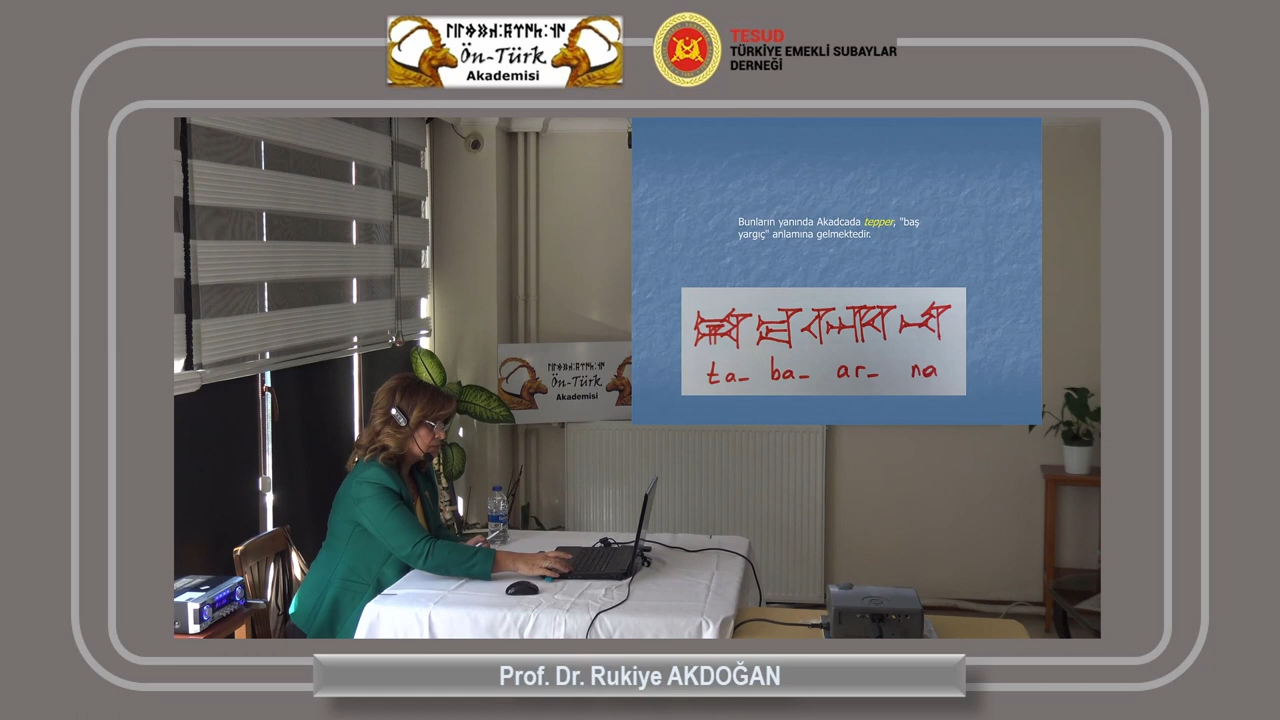 Ön-Türk
Akademisi
TESUD
TÜRKİYE EMEKLİ SUBAYLAR
DERNEĞİ
Bunların yanında Akadcada tepper, "baş
yargıç" anlamına gelmektedir.
ta- ba- ar- na
Ön-Türk
Akademisi
Prof. Dr. Rukiye AKDOĞAN